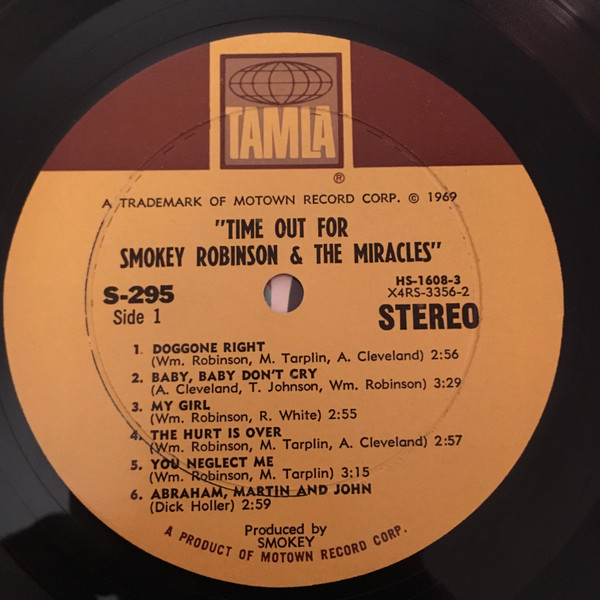 TAMLA
®
A TRADEMARK OF MOTOWN RECORD CORP. © 1969
"TIME OUT FOR
SMOKEY ROBINSON & THE MIRACLES"
S-295
Side 1
HS-1608-3
X4RS-3356-2
STEREO
1. DOGGONE RIGHT
(Wm. Robinson, M. Tarplin, A. Cleveland) 2:56
2. BABY, BABY DON'T CRY
(A. Cleveland, T. Johnson, Wm. Robinson) 3:29
3. MY GIRL
(Wm. Robinson, R. White) 2:55
4. THE HURT IS OVER
(Wm. Robinson, M. Tarplin, A. Cleveland) 2:57
5. YOU NEGLECT ME
(Wm. Robinson, M. Tarplin) 3:15
6. ABRAHAM, MARTIN AND JOHN
(Dick Holler) 2:59
Produced by
SMOKEY
A PRODUCT OF MOTOWN RECORD CORP.